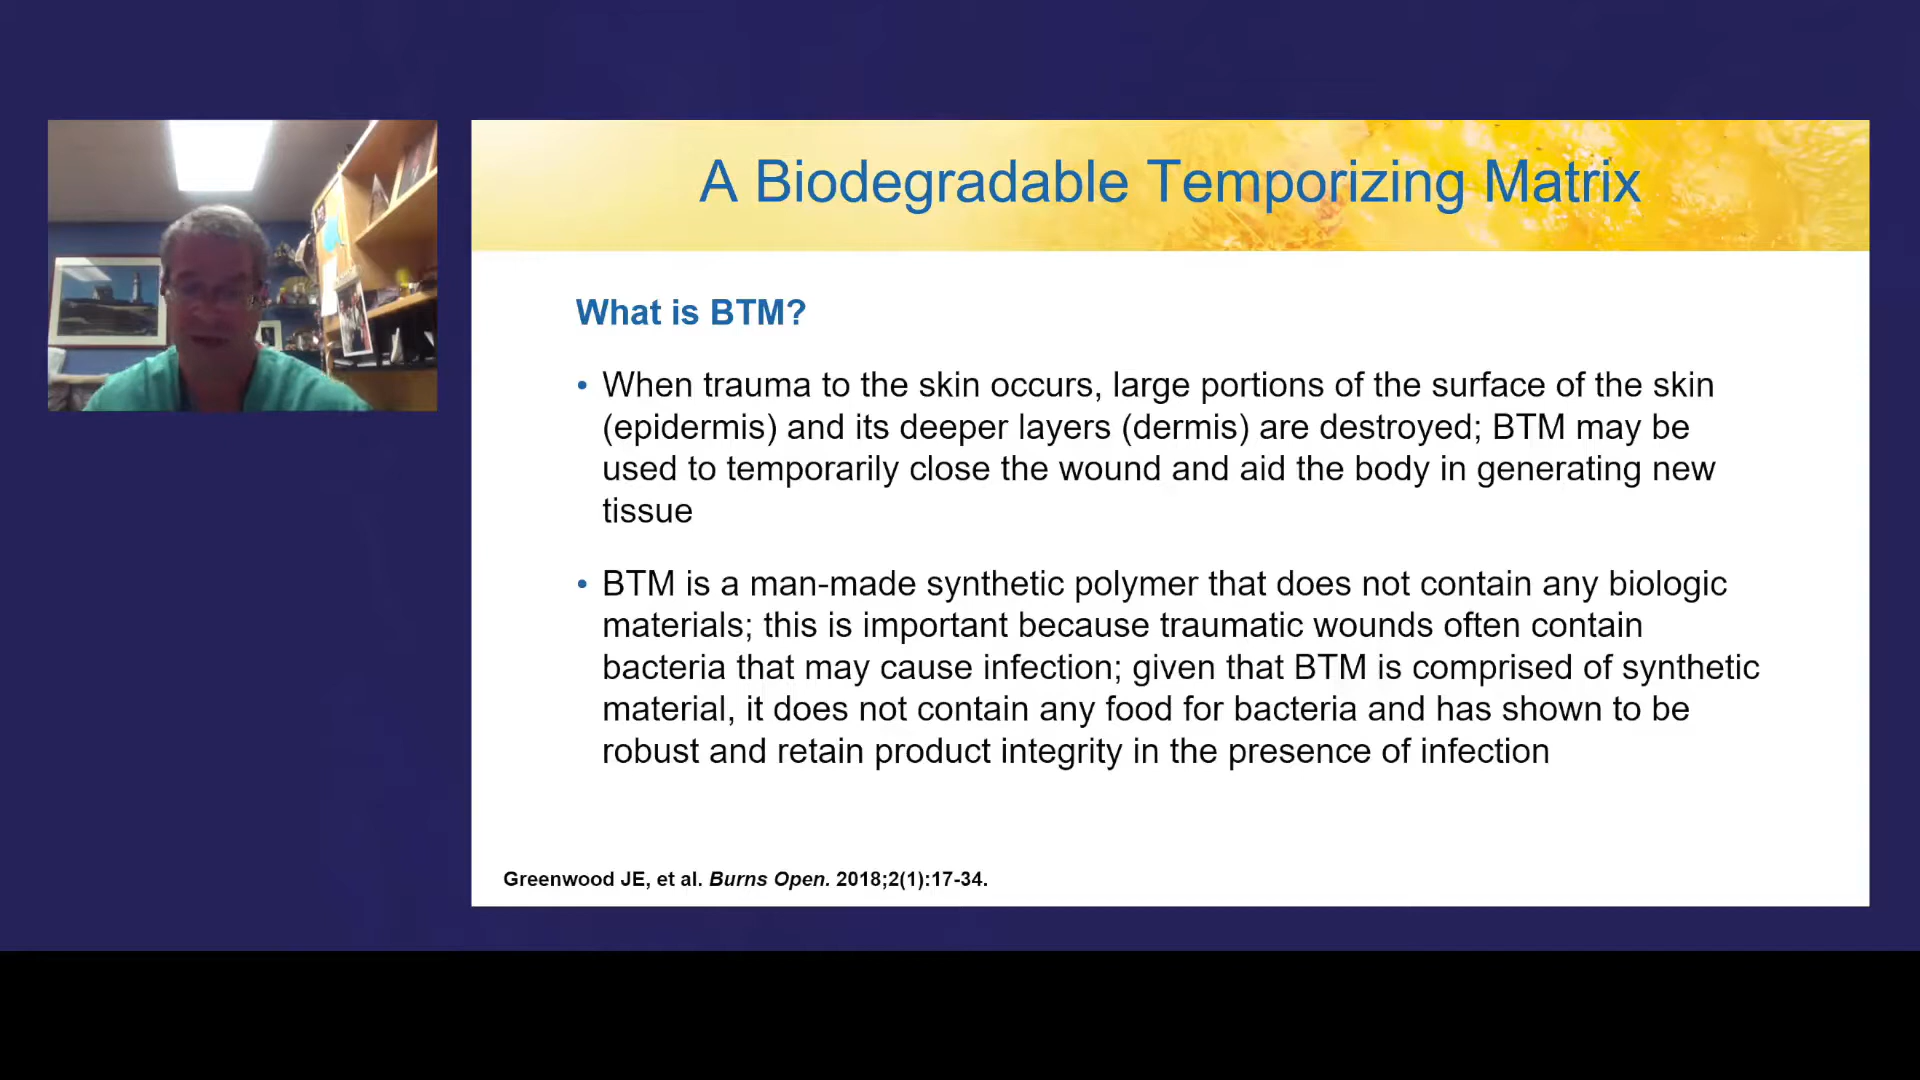 A Biodegradable Temporizing Matrix
What is BTM?
• When trauma to the skin occurs, large portions of the surface of the skin
(epidermis) and its deeper layers (dermis) are destroyed; BTM may be
used to temporarily close the wound and aid the body in generating new
tissue
• BTM is a man-made synthetic polymer that does not contain any biologic
materials; this is important because traumatic wounds often contain
bacteria that may cause infection; given that BTM is comprised of synthetic
material, it does not contain any food for bacteria and has shown to be
robust and retain product integrity in the presence of infection
Greenwood JE, et al. Burns Open. 2018;2(1):17-34.